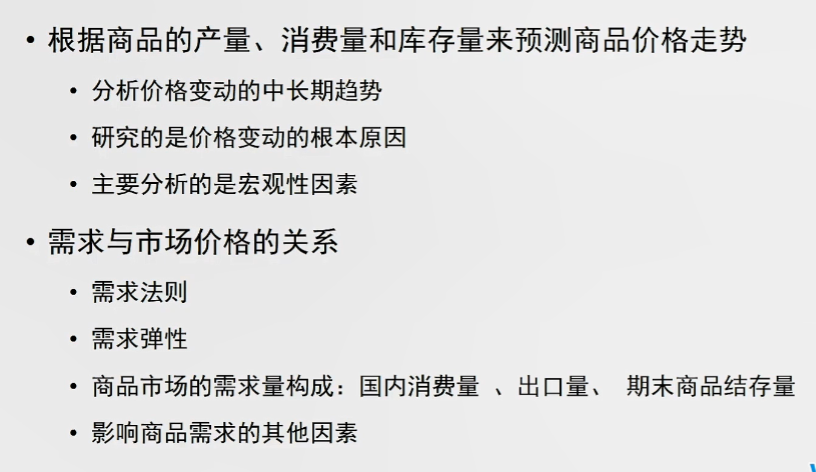 • 根据商品的产量、消费量和库存量来预测商品价格走势
• 分析价格变动的中长期趋势
• 研究的是价格变动的根本原因
• 主要分析的是宏观性因素
• 需求与市场价格的关系
• 需求法则
• 需求弹性
• 商品市场的需求量构成：国内消费量 、出口量、 期末商品结存量
• 影响商品需求的其他因素